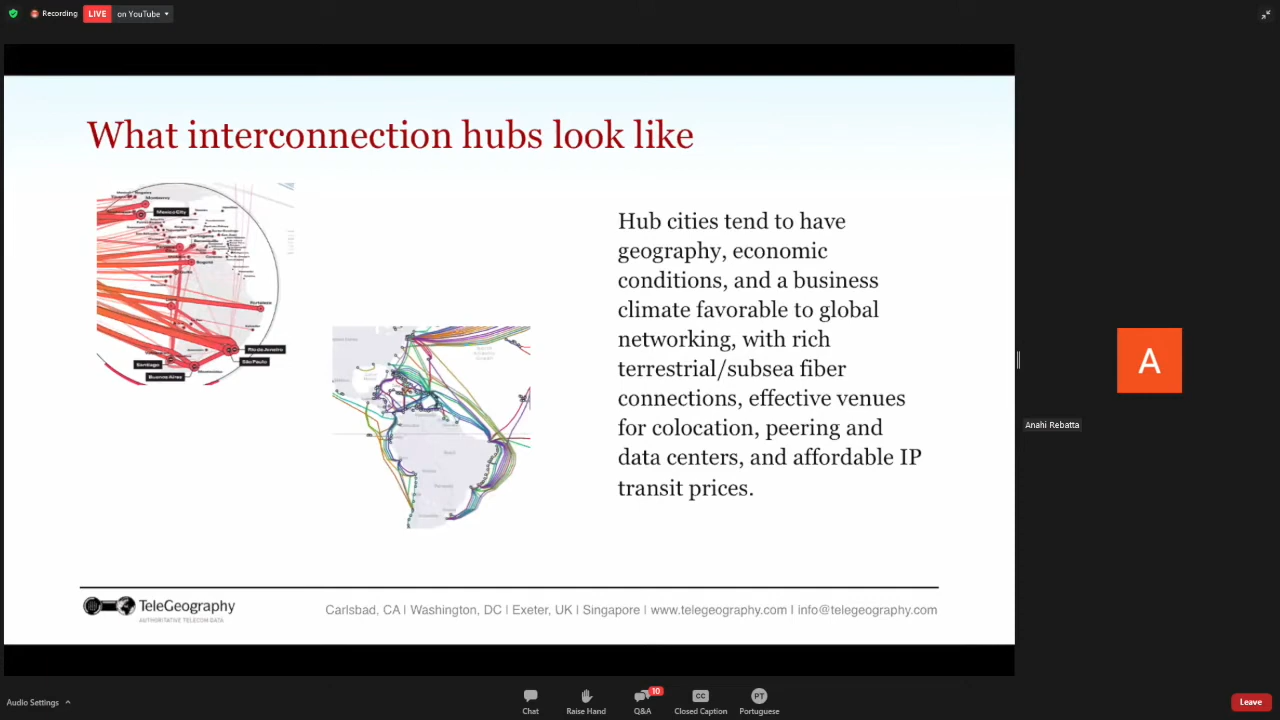 Recording
LIVE
on YouTube
What interconnection hubs look like
Monterrey
Mexico City
Cartagena
Bogotá
Fortaleza
Rio de Janeiro
São Paulo
Santiago
Buenos Aires
Hub cities tend to have
geography, economic
conditions, and a business
climate favorable to global
networking, with rich
terrestrial/subsea fiber
connections, effective venues
for colocation, peering and
data centers, and affordable IP
transit prices.
TeleGeography
AUTHORITATIVE TELECOM DATA
Carlsbad, CA | Washington, DC | Exeter, UK | Singapore | www.telegeography.com | info@telegeography.com
A
Anahi Rebatta
Audio Settings
Chat
Raise Hand
10
Q&A
CC
Closed Caption
PT
Portuguese
Leave